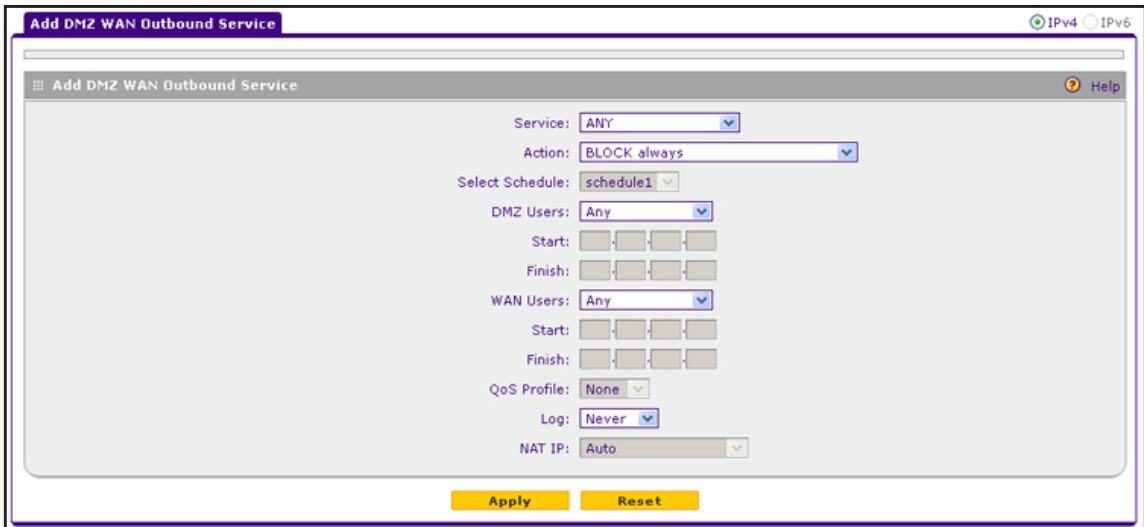 Add DMZ WAN Outbound Service
IPv4 IPv6
Add DMZ WAN Outbound Service
Help
Service: ANY
Action: BLOCK always
Select Schedule: schedule1
DMZ Users: Any
Start:
Finish:
WAN Users: Any
Start:
Finish:
QoS Profile: None
Log: Never
NAT IP: Auto
Apply Reset